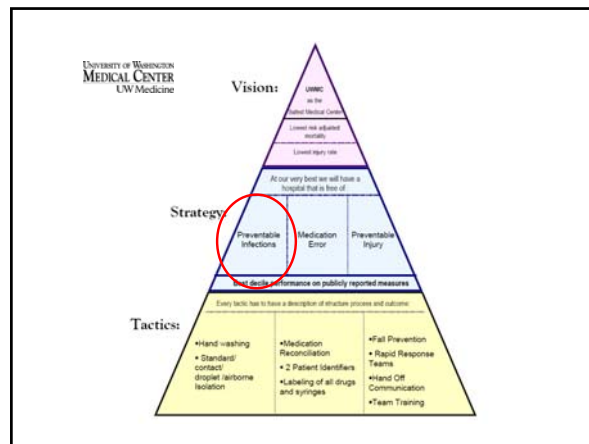 UNIVERSITY OF WASHINGTON
MEDICAL CENTER
UW Medicine
Vision:
UWMC
as the
Safest Medical Center
Lowest risk adjusted
mortality
Lowest injury rate
At our very best we will have a
hospital that is free of:
Strategy:
Preventable
Infections
Medication
Error
Preventable
Injury
Best decile performance on publicly reported measures
Every tactic has to have a description of structure process and outcome:
Tactics:
•Hand washing
• Standard/
contact/
droplet /airborne
Isolation
•Medication
Reconciliation
• 2 Patient Identifiers
•Labeling of all drugs
and syringes
•Fall Prevention
• Rapid Response
Teams
•Hand Off
Communication
•Team Training